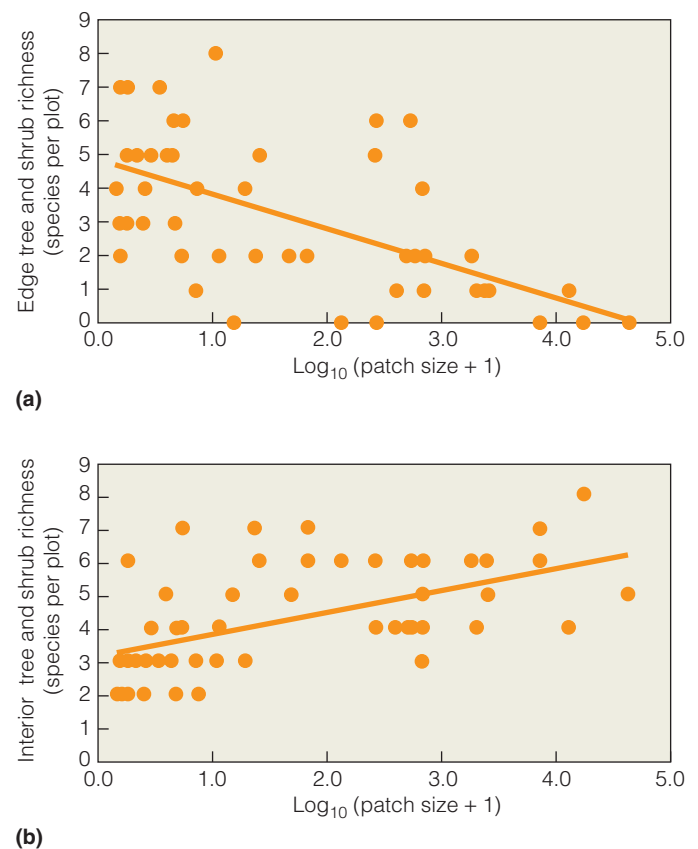 9
8
7
6
5
4
3
2
1
0
Edge tree and shrub richness
(species per plot)
0.0 1.0 2.0 3.0 4.0 5.0
Log10 (patch size + 1)
(a)
9
8
7
6
5
4
3
2
1
0
Interior tree and shrub richness
(species per plot)
0.0 1.0 2.0 3.0 4.0 5.0
Log10 (patch size + 1)
(b)